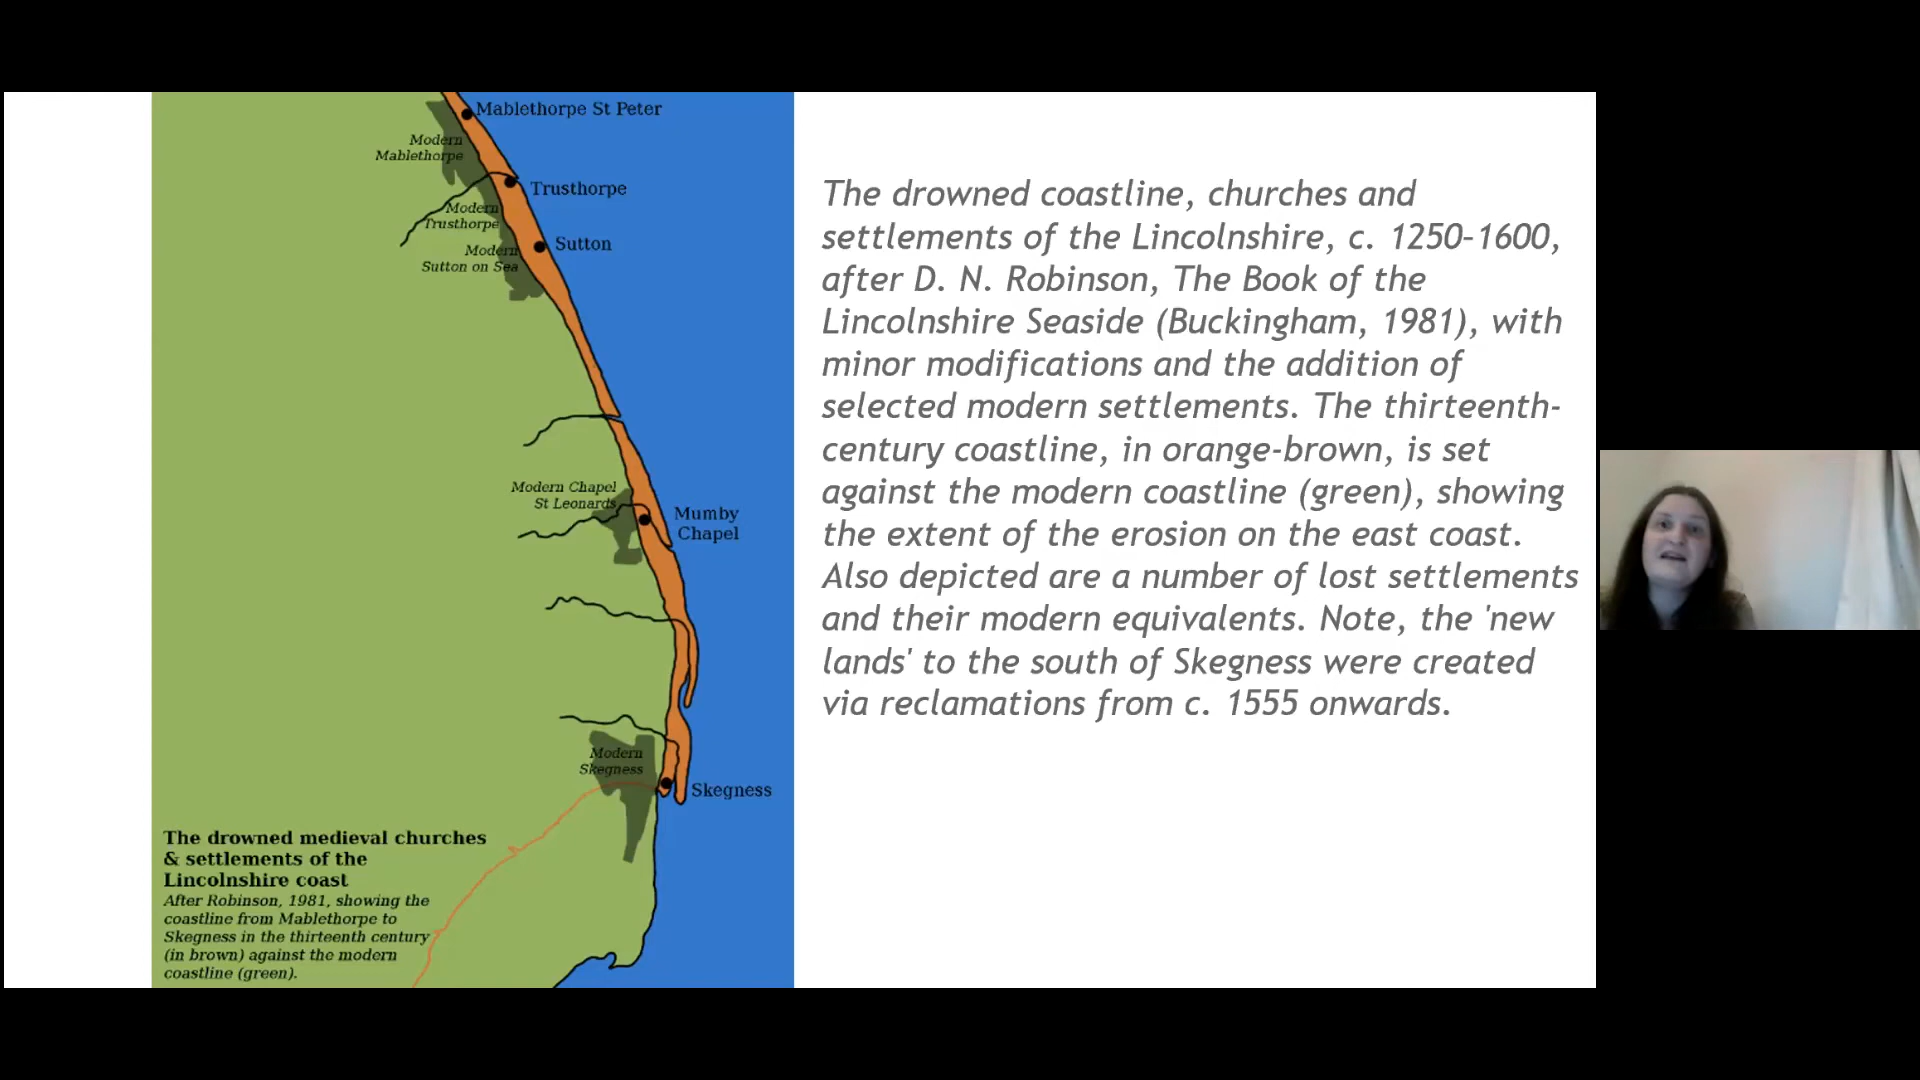 Mablethorpe St Peter
Modern
Mablethorpe
Trusthorpe
Modern
Trusthorpe
Sutton
Modern
Sutton on Sea
Modern Chapel
St Leonards
Mumby
Chapel
Modern
Skegness
Skegness
The drowned medieval churches
& settlements of the
Lincolnshire coast
After Robinson, 1981, showing the
coastline from Mablethorpe to
Skegness in the thirteenth century
(in brown) against the modern
coastline (green).
The drowned coastline, churches and
settlements of the Lincolnshire, c. 1250–1600,
after D. N. Robinson, The Book of the
Lincolnshire Seaside (Buckingham, 1981), with
minor modifications and the addition of
selected modern settlements. The thirteenth-
century coastline, in orange-brown, is set
against the modern coastline (green), showing
the extent of the erosion on the east coast.
Also depicted are a number of lost settlements
and their modern equivalents. Note, the 'new
lands' to the south of Skegness were created
via reclamations from c. 1555 onwards.